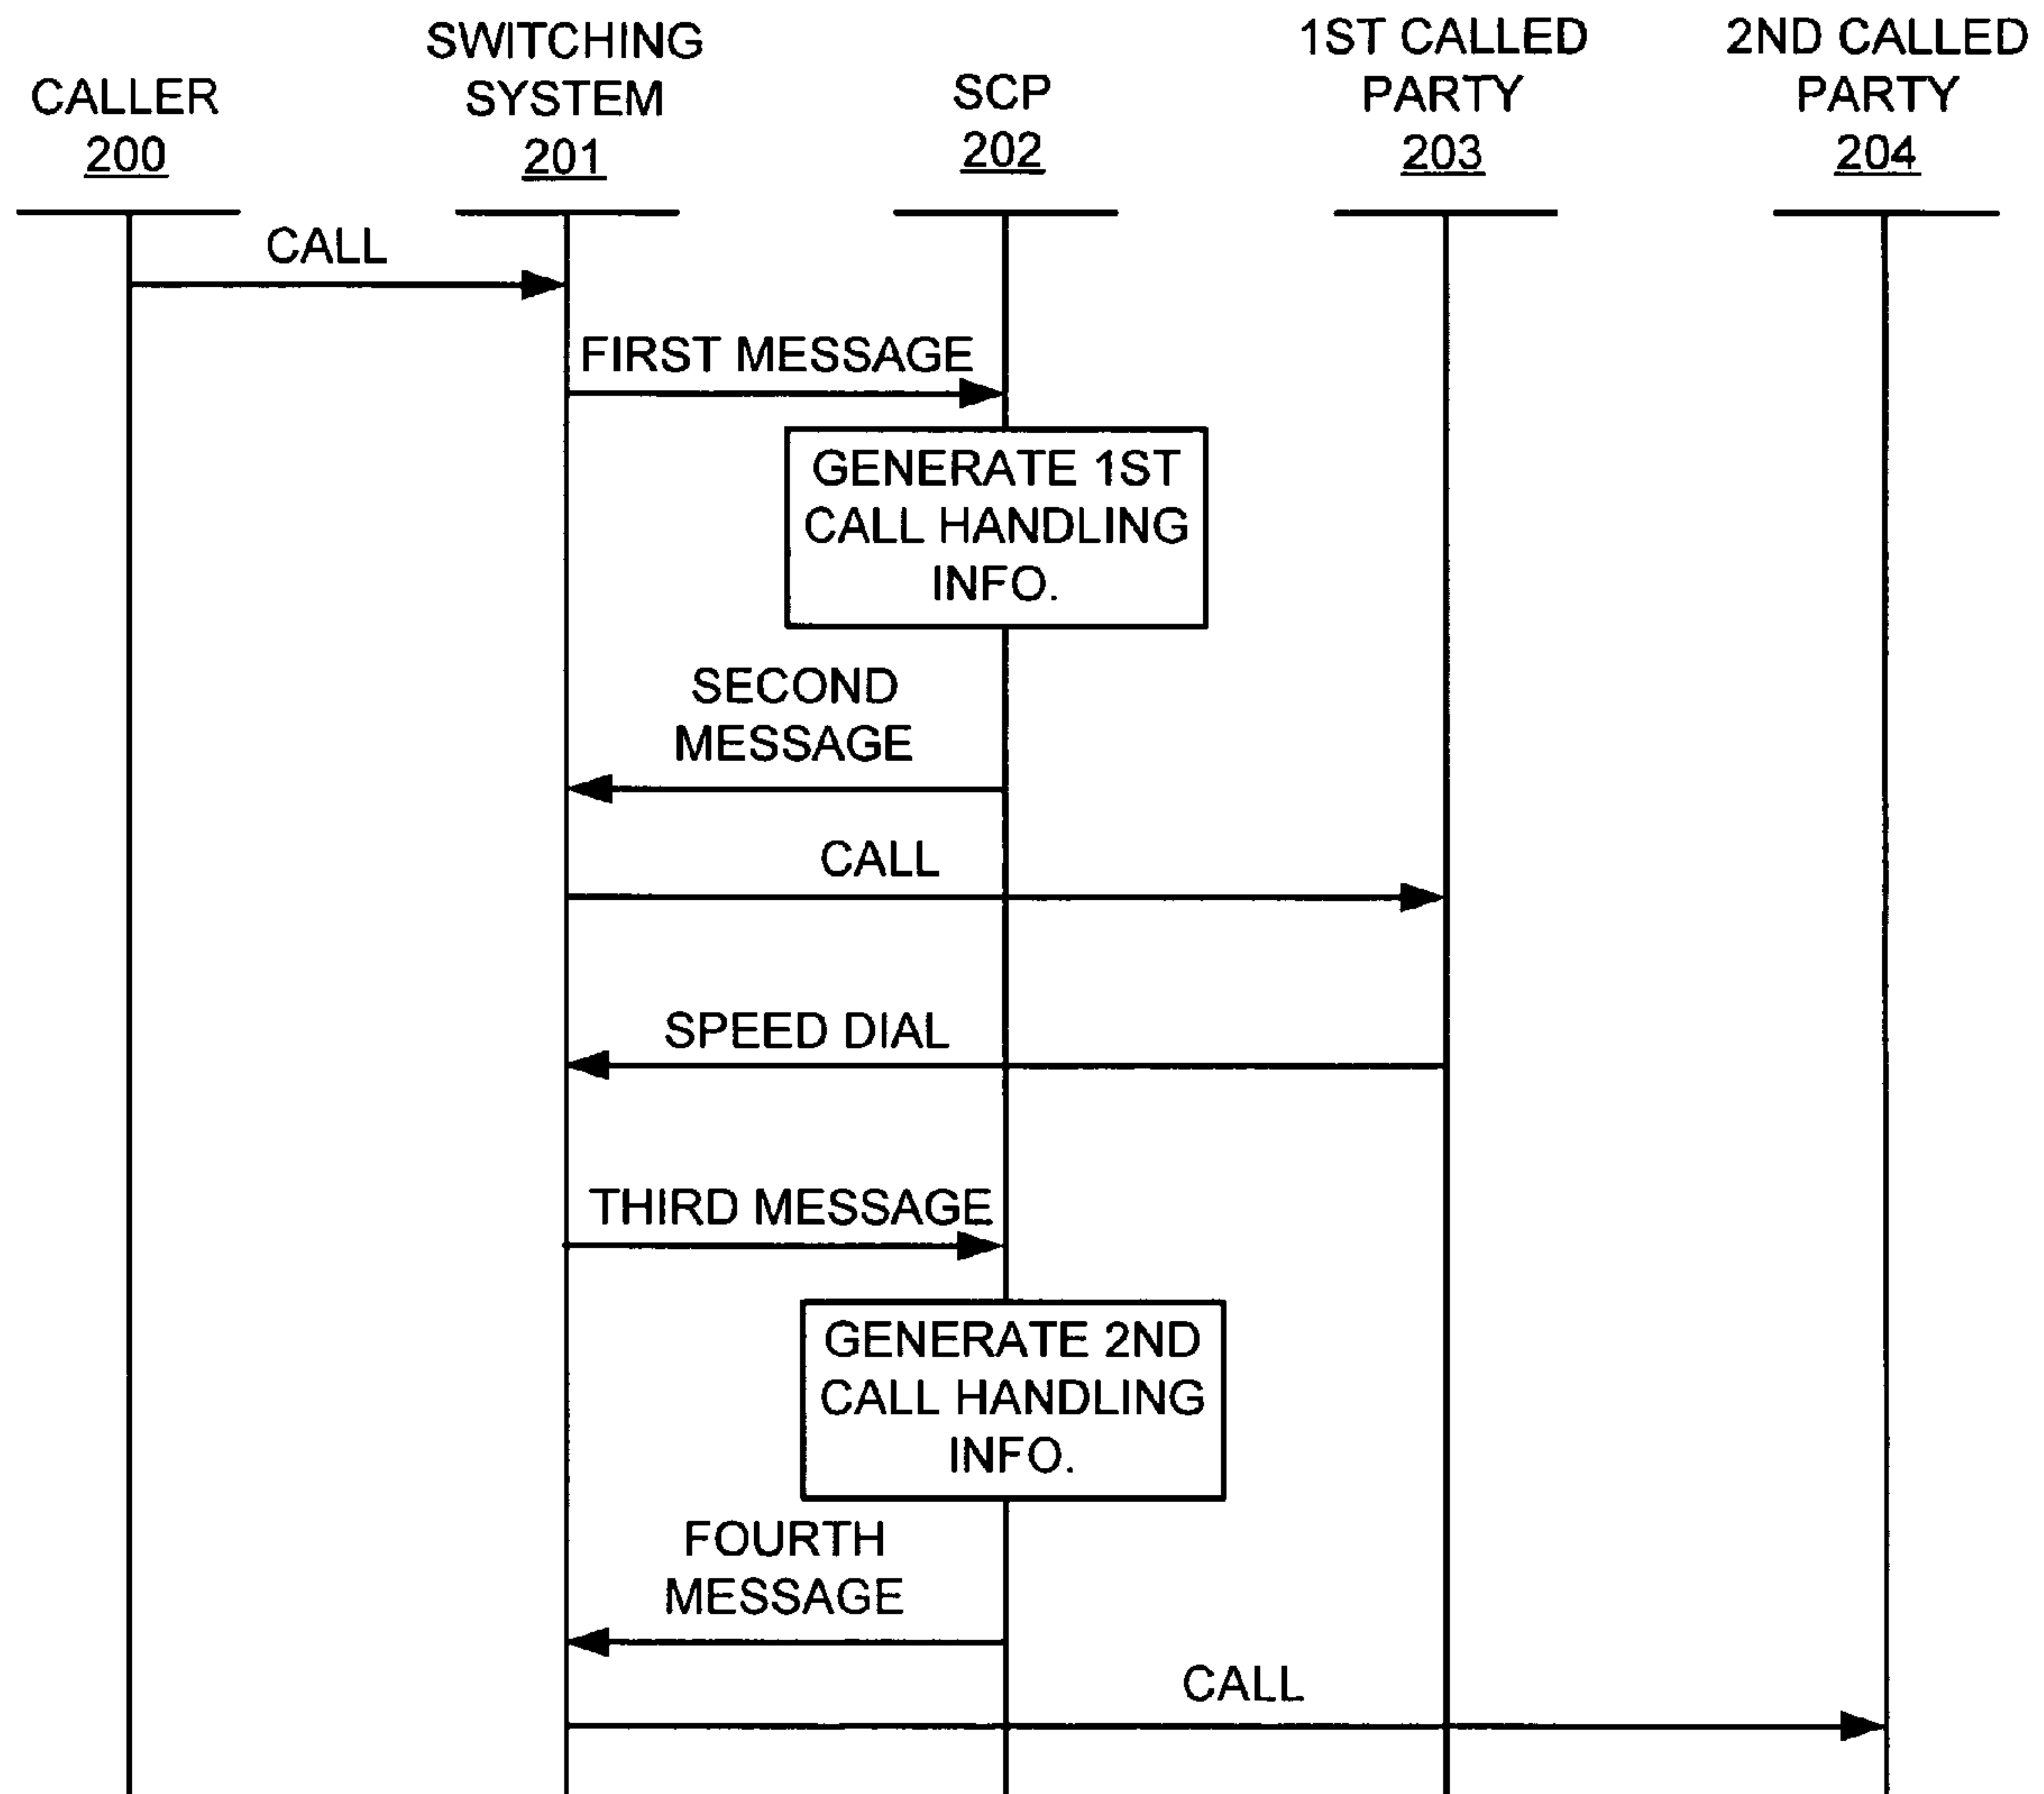 CALLER
200
SWITCHING
SYSTEM
201
SCP
202
1ST CALLED
PARTY
203
2ND CALLED
PARTY
204
CALL
FIRST MESSAGE
GENERATE 1ST
CALL HANDLING
INFO.
SECOND
MESSAGE
CALL
SPEED DIAL
THIRD MESSAGE
GENERATE 2ND
CALL HANDLING
INFO.
FOURTH
MESSAGE
CALL